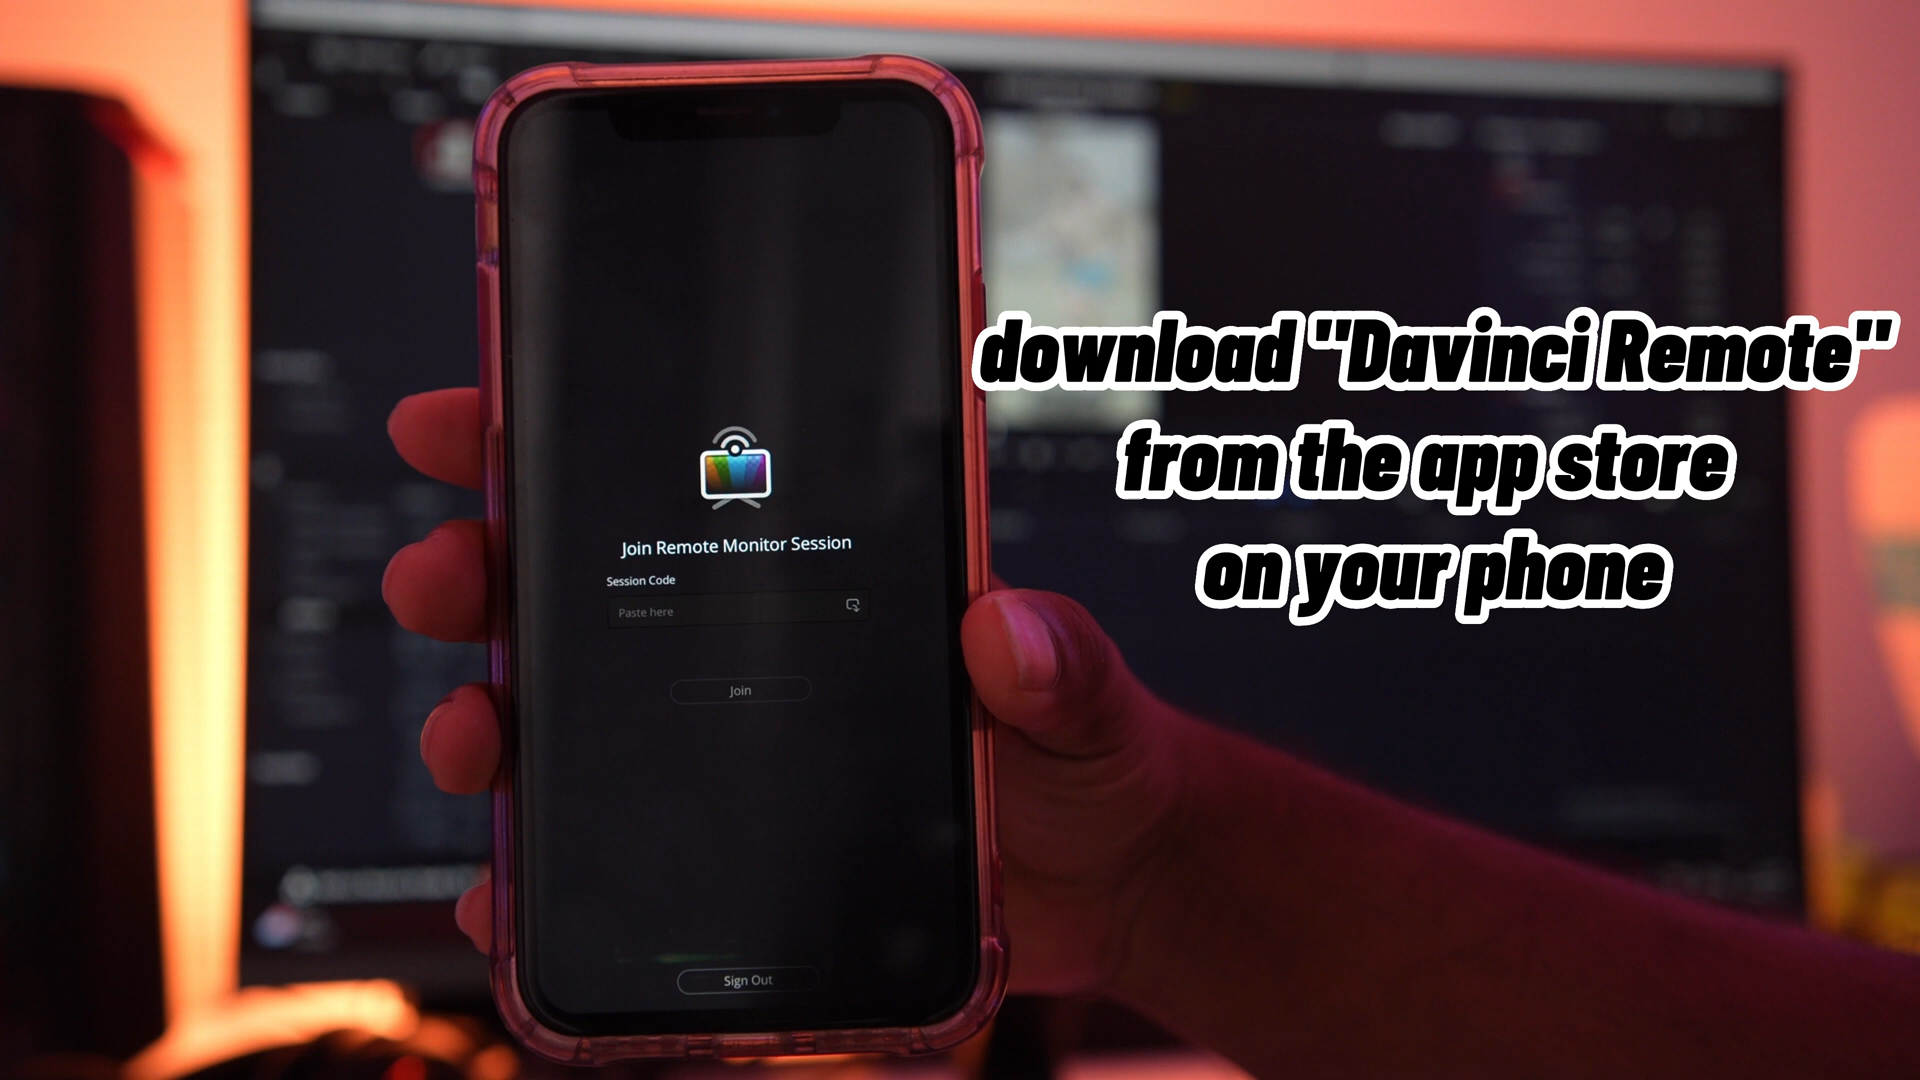 Join Remote Monitor Session
Session Code
Paste here
Join
Sign Out
download "Davinci Remote"
from the app store
on your phone